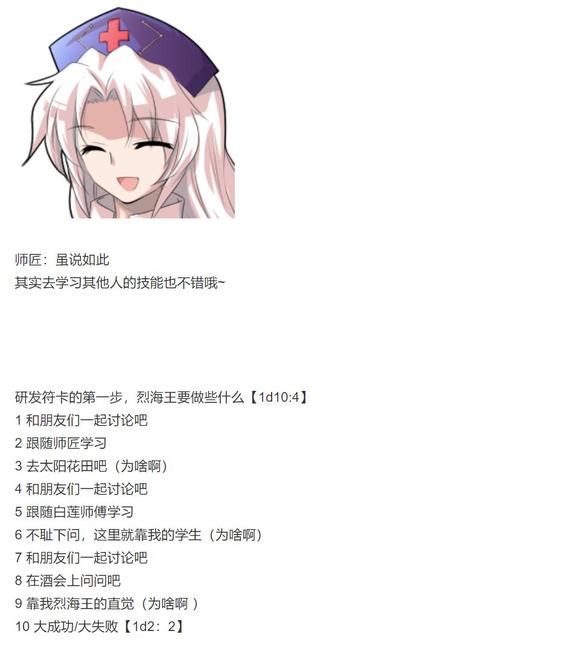 师匠：虽说如此
其实去学习其他人的技能也不错哦~
研发符卡的第一步，烈海王要做些什么【1d10:4】
1 和朋友们一起讨论吧
2 跟随师匠学习
3 去太阳花田吧（为啥啊）
4 和朋友们一起讨论吧
5 跟随白莲师傅学习
6 不耻下问，这里就靠我的学生（为啥啊）
7 和朋友们一起讨论吧
8 在酒会上问问吧
9 靠我烈海王的直觉（为啥啊 ）
10 大成功/大失败【1d2：2】